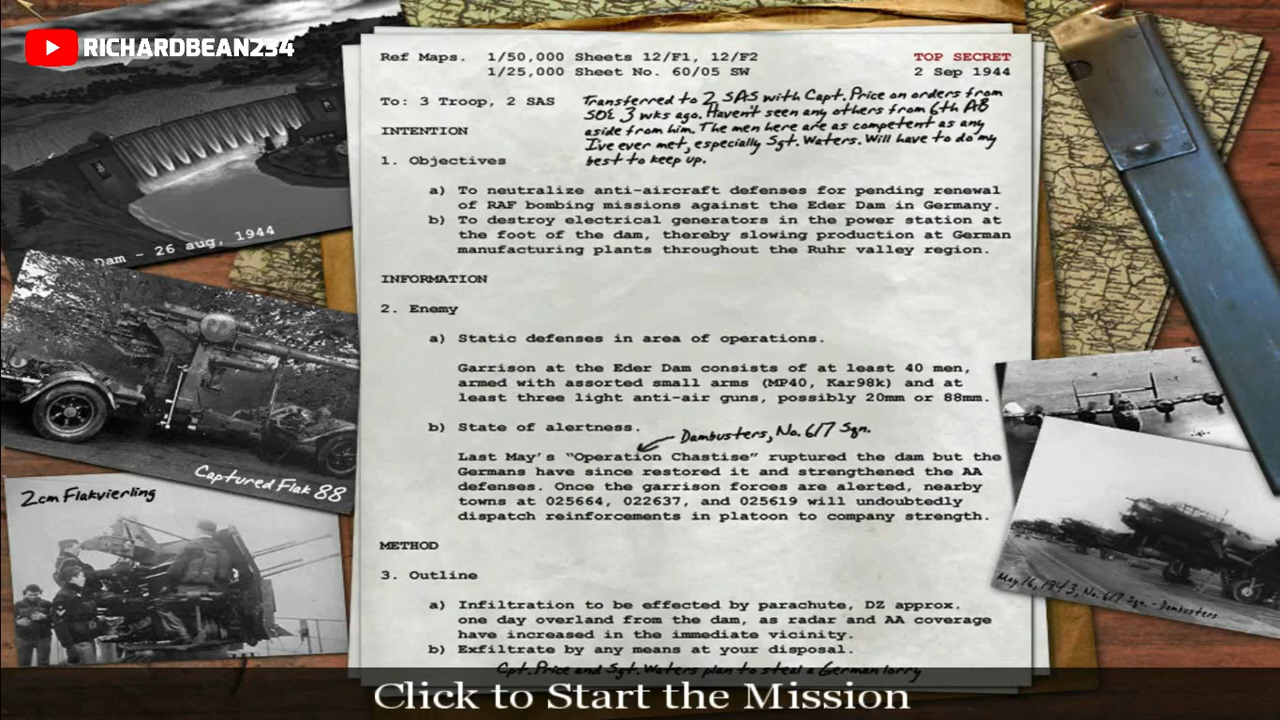 RICHARDBEAN234
Ref Maps. 1/50,000 Sheets 12/F1, 12/F2
1/25,000 Sheet No. 60/05 SW
TOP SECRET
2 Sep 1944
To: 3 Troop, 2 SAS
Transferred to 2 SAS with Capt. Price on orders from
SOE 3 wks ago. Haven't seen any others from 6th AB
aside from him. The men here are as competent as any
I've ever met, especially Sgt. Waters. Will have to do my
best to keep up.
INTENTION
1. Objectives
a) To neutralize anti-aircraft defenses for pending renewal
of RAF bombing missions against the Eder Dam in Germany.
b) To destroy electrical generators in the power station at
the foot of the dam, thereby slowing production at German
manufacturing plants throughout the Ruhr valley region.
INFORMATION
2. Enemy
a) Static defenses in area of operations.
Garrison at the Eder Dam consists of at least 40 men,
armed with assorted small arms (MP40, Kar98k) and at
least three light anti-air guns, possibly 20mm or 88mm.
b) State of alertness.
Dambusters, No. 617 Sqn.
Last May's "Operation Chastise" ruptured the dam but the
Germans have since restored it and strengthened the AA
defenses. Once the garrison forces are alerted, nearby
towns at 025664, 022637, and 025619 will undoubtedly
dispatch reinforcements in platoon to company strength.
METHOD
3. Outline
a) Infiltration to be effected by parachute, DZ approx.
one day overland from the dam, as radar and AA coverage
have increased in the immediate vicinity.
b) Exfiltrate by any means at your disposal.
Cpt. Price and Sgt. Waters plan to steal a German lorry
Dam - 26 aug, 1944
Captured Flak 88
2cm Flakvierling
May 16, 1943, No. 617 Sqn. - Dambusters
Click to Start the Mission